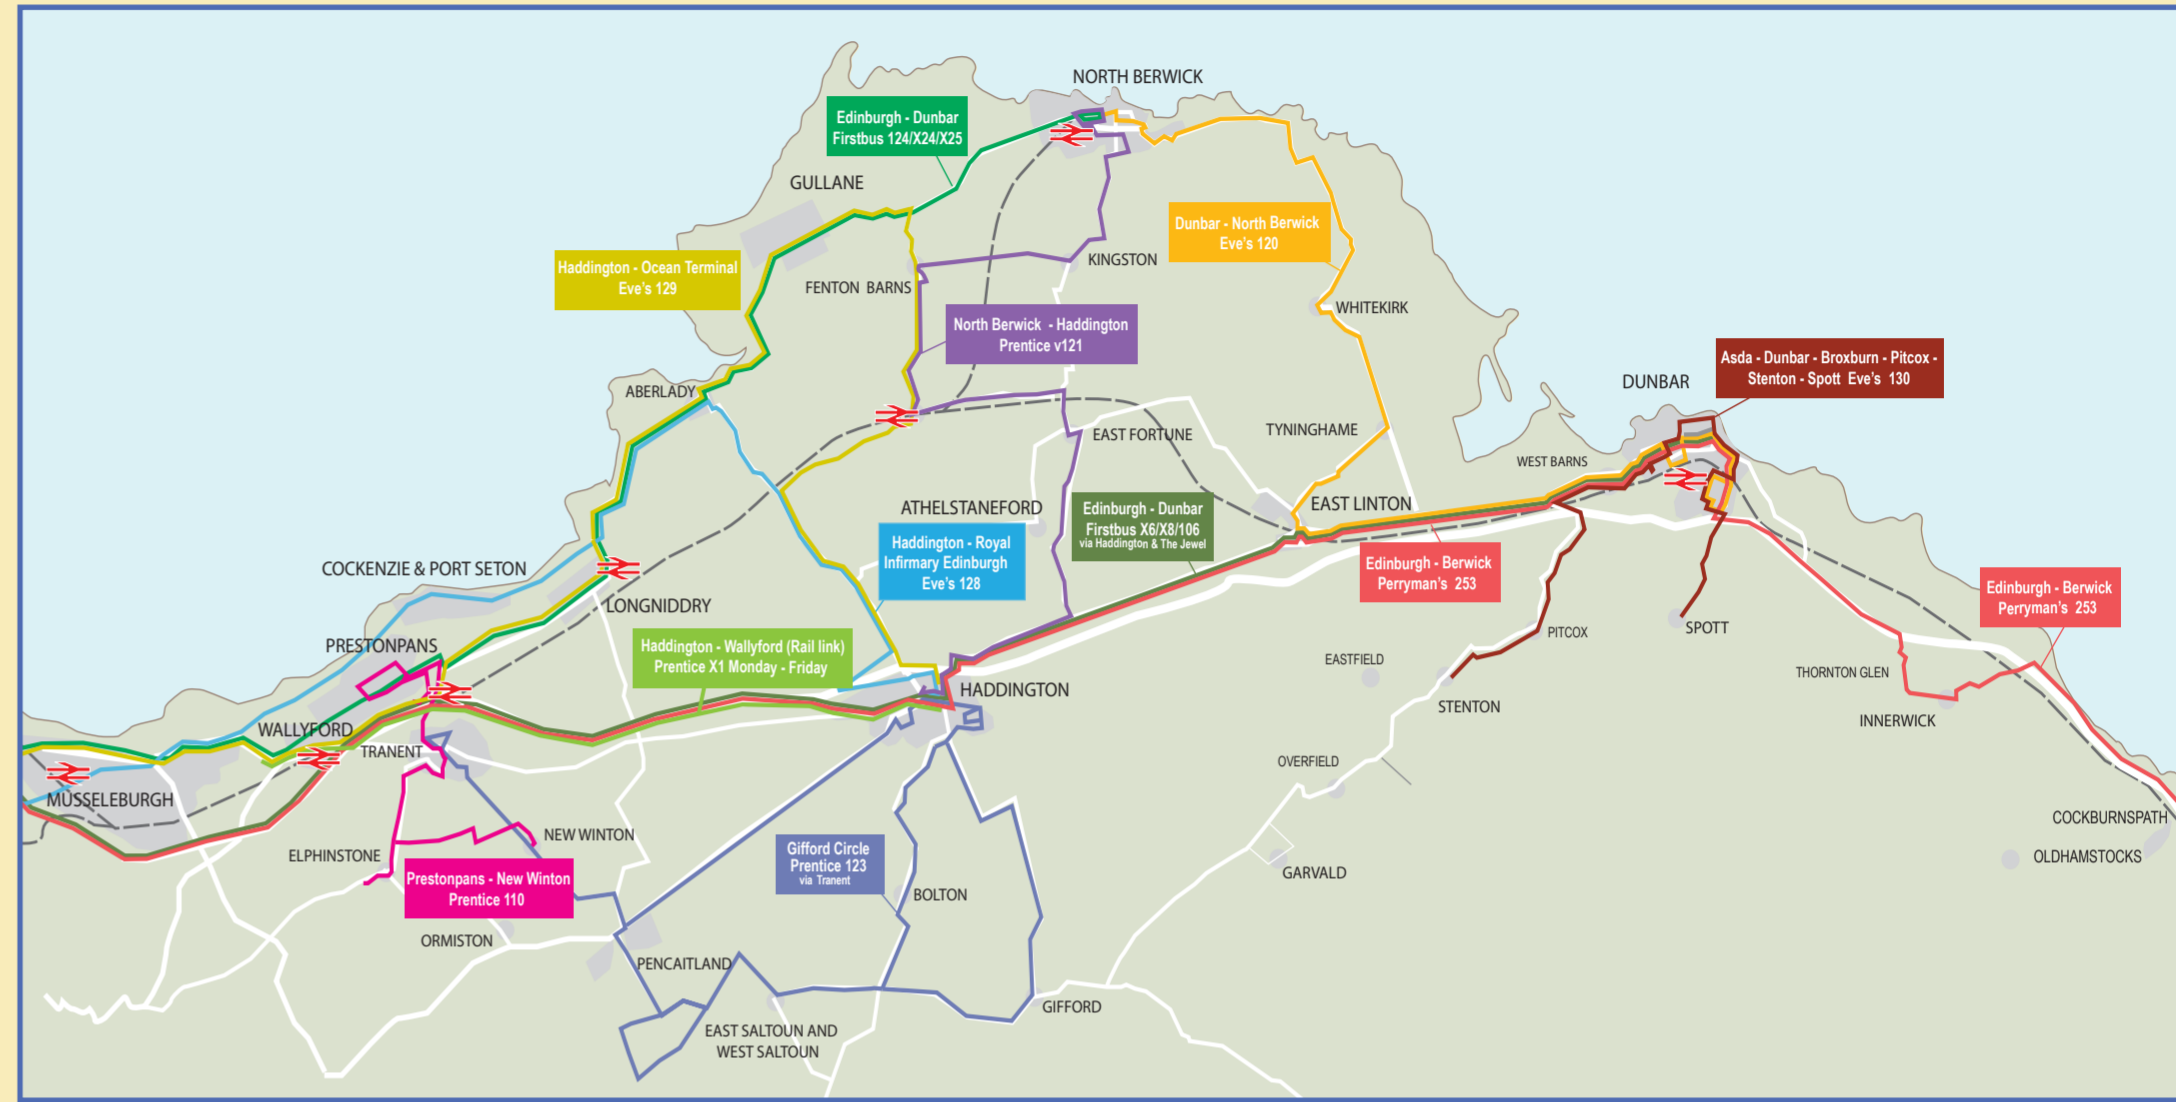 NORTH BERWICK
Edinburgh - Dunbar
Firstbus 124/X24/X25
GULLANE
Dunbar - North Berwick
Eve's 120
Haddington - Ocean Terminal
Eve's 129
KINGSTON
FENTON BARNS
WHITEKIRK
North Berwick - Haddington
Prentice v121
Asda - Dunbar - Broxburn - Pitcox -
Stenton - Spott Eve's 130
DUNBAR
ABERLADY
TYNINGHAME
EAST FORTUNE
WEST BARNS
ATHELSTANEFORD
EAST LINTON
Edinburgh - Dunbar
Firstbus X6/X8/106
via Haddington & The Jewel
Haddington - Royal
Infirmary Edinburgh
Eve's 128
Edinburgh - Berwick
Perryman's 253
COCKENZIE & PORT SETON
Edinburgh - Berwick
Perryman's 253
LONGNIDDRY
SPOTT
PITCOX
PRESTONPANS
Haddington - Wallyford (Rail link)
Prentice X1 Monday - Friday
EASTFIELD
THORNTON GLEN
HADDINGTON
STENTON
INNERWICK
WALLYFORD
TRANENT
OVERFIELD
MUSSELEBURGH
COCKBURNSPATH
NEW WINTON
ELPHINSTONE
OLDHAMSTOCKS
Gifford Circle
Prentice 123
via Tranent
GARVALD
Prestonpans - New Winton
Prentice 110
BOLTON
ORMISTON
PENCAITLAND
GIFFORD
EAST SALTOUN AND
WEST SALTOUN